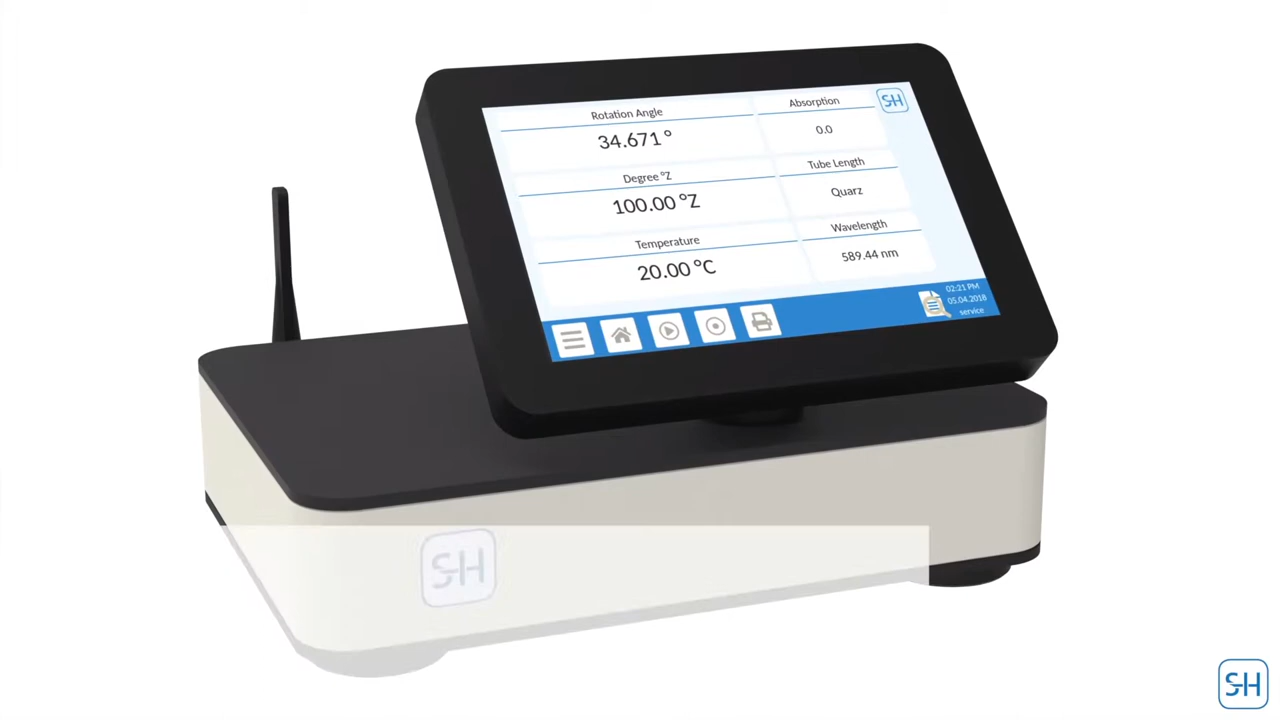 Rotation Angle
34.671 °
Degree °Z
100.00 °Z
Temperature
20.00 °C
Absorption
0.0
Tube Length
Quarz
Wavelength
589.44 nm
SH
02:21 PM
05.04.2018
service
SH
SH